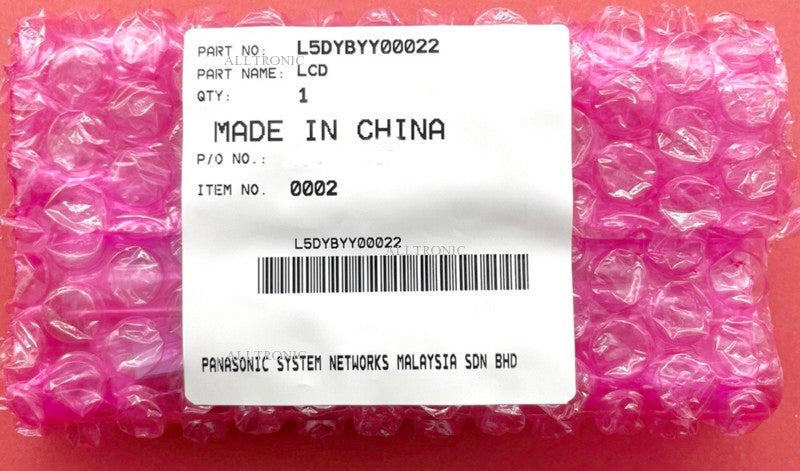 PART NO: L5DYBYY00022
ALLTRONIC
PART NAME: LCD
QTY: 1
MADE IN CHINA
P/O NO.:
ITEM NO. 0002
L5DYBYY00022
ALLTRONIC
ALLTRONIC
PANASONIC SYSTEM NETWORKS MALAYSIA SDN BHD